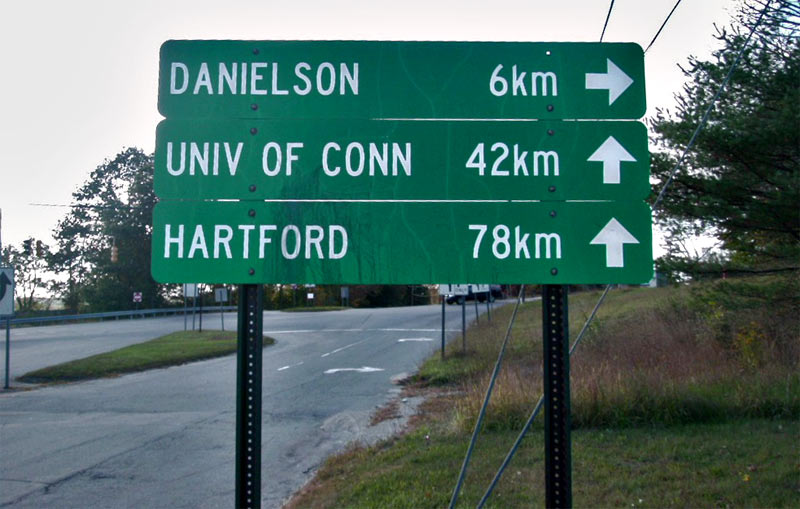 DANIELSON 6km
UNIV OF CONN 42km
HARTFORD 78km